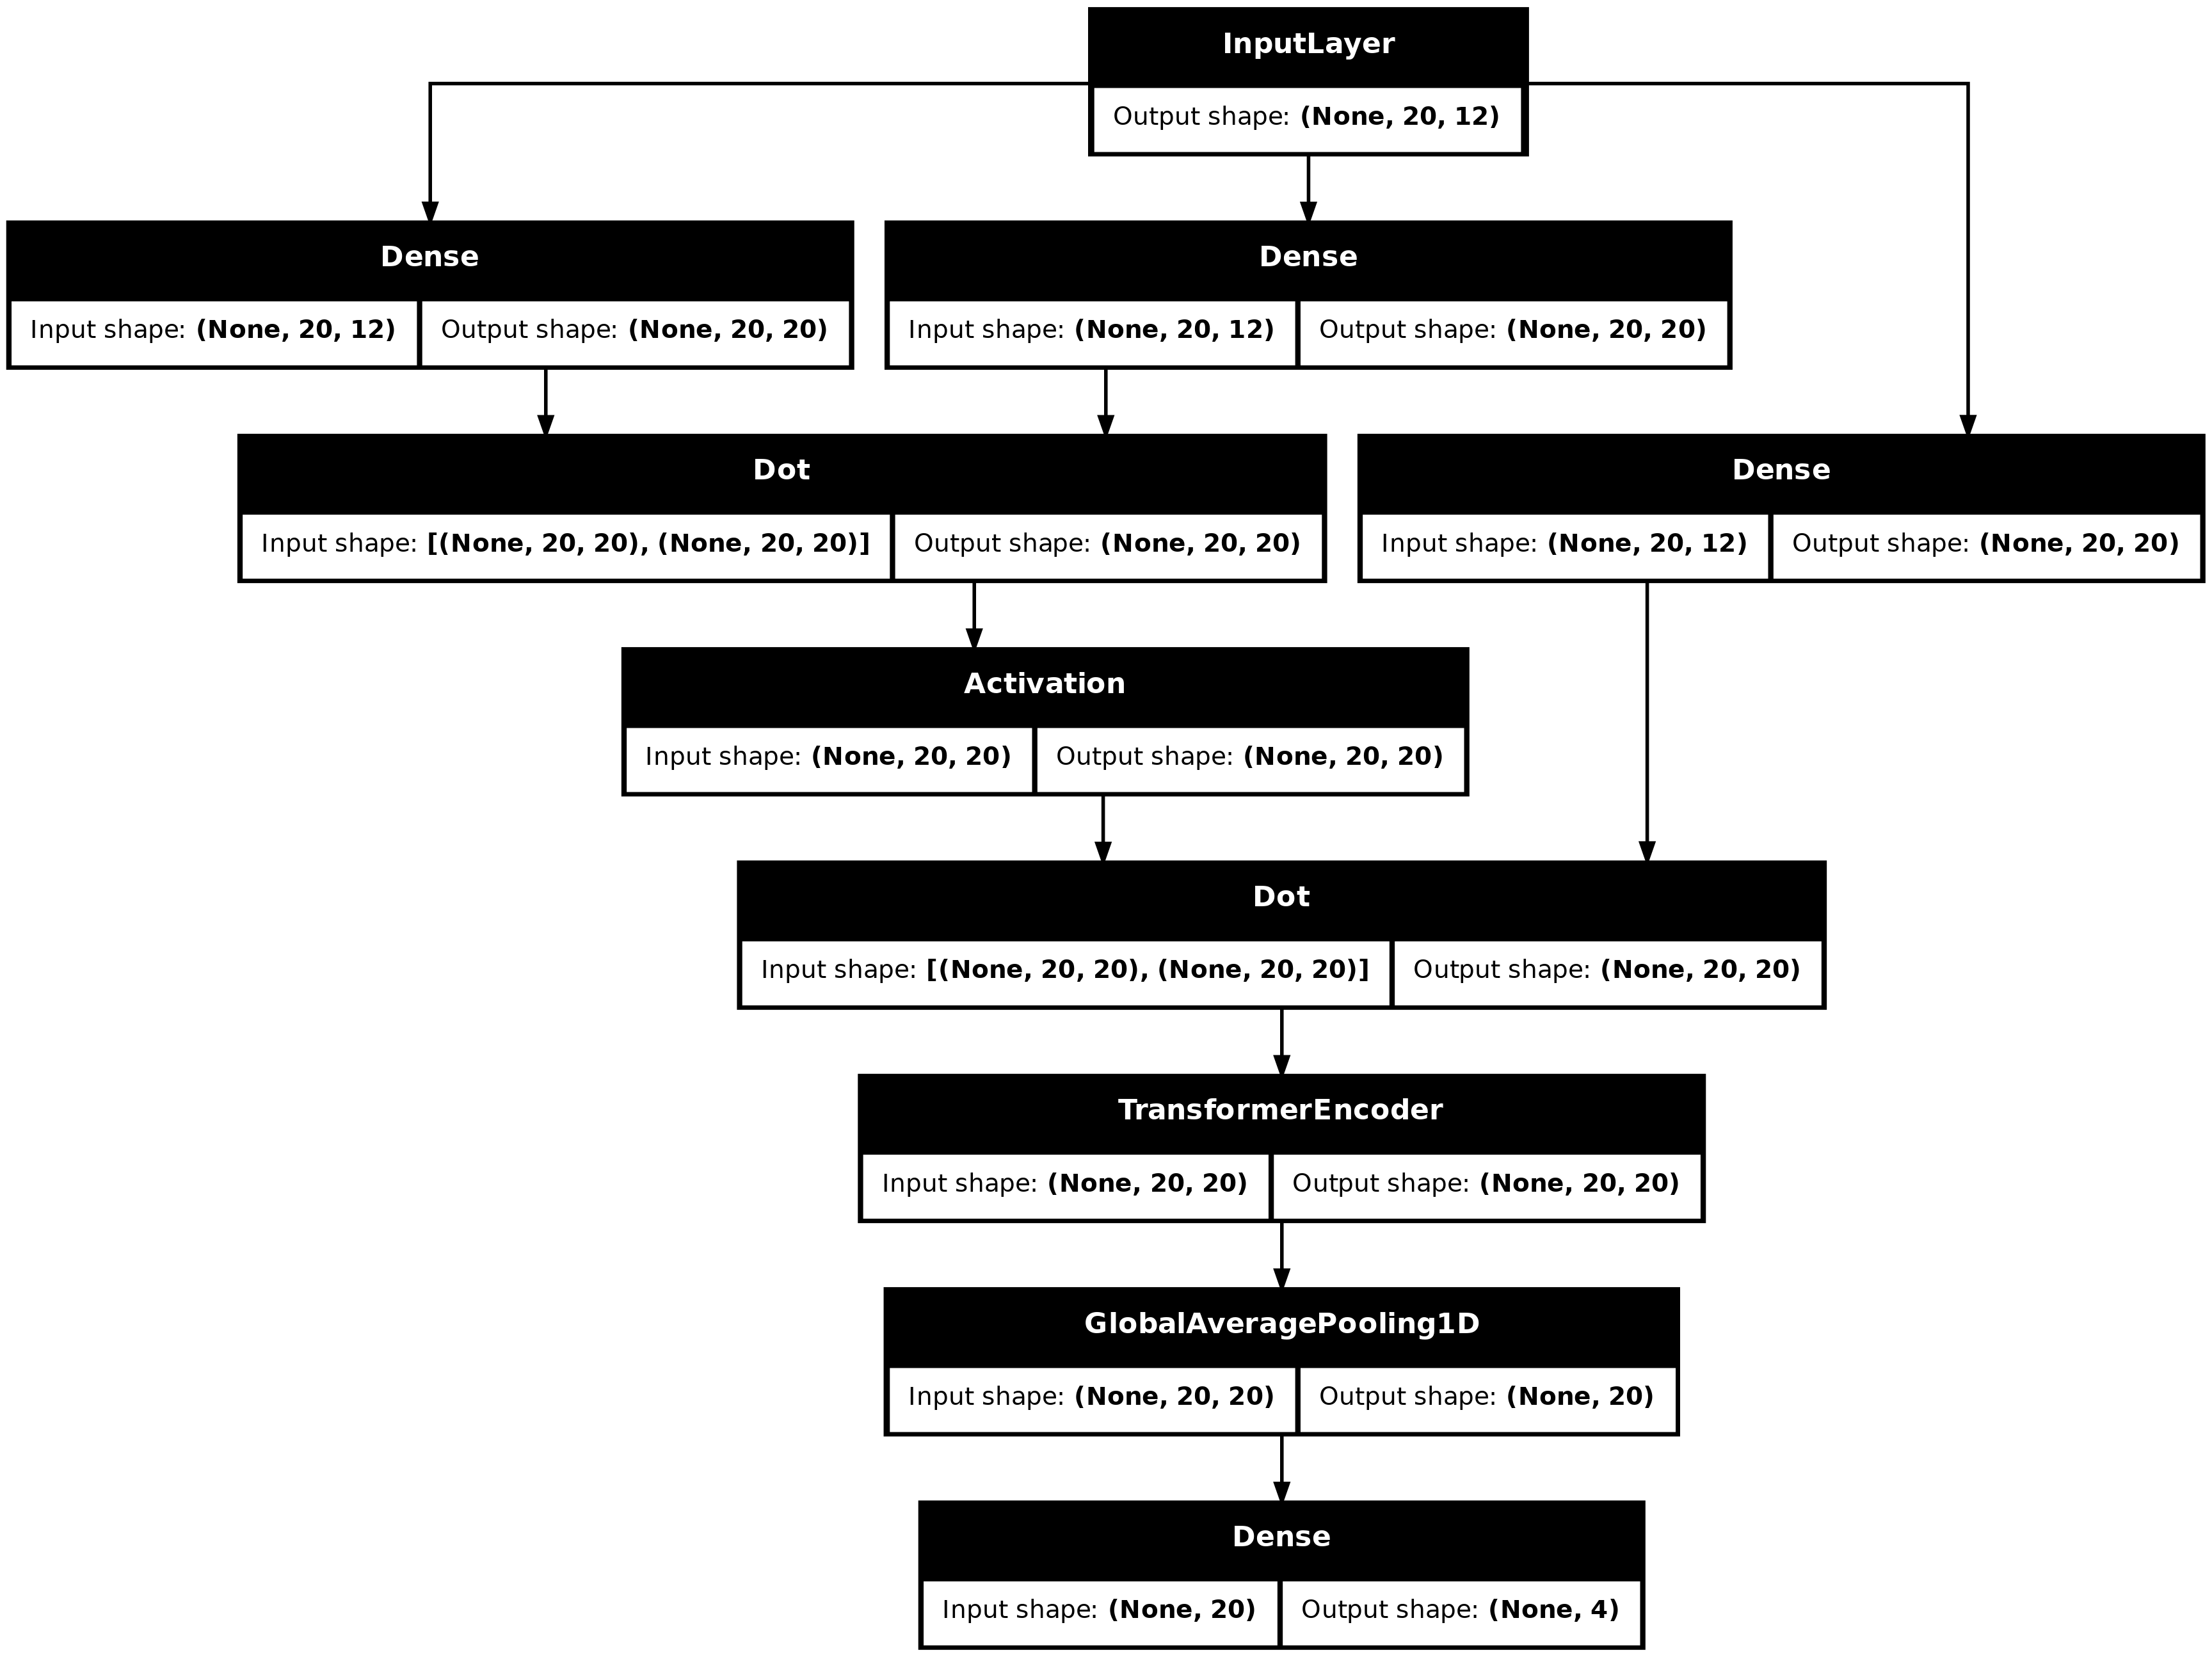 InputLayer
Output shape: (None, 20, 12)
Dense
Input shape: (None, 20, 12) Output shape: (None, 20, 20)
Dense
Input shape: (None, 20, 12) Output shape: (None, 20, 20)
Dot
Input shape: [(None, 20, 20), (None, 20, 20)] Output shape: (None, 20, 20)
Dense
Input shape: (None, 20, 12) Output shape: (None, 20, 20)
Activation
Input shape: (None, 20, 20) Output shape: (None, 20, 20)
Dot
Input shape: [(None, 20, 20), (None, 20, 20)] Output shape: (None, 20, 20)
TransformerEncoder
Input shape: (None, 20, 20) Output shape: (None, 20, 20)
GlobalAveragePooling1D
Input shape: (None, 20, 20) Output shape: (None, 20)
Dense
Input shape: (None, 20) Output shape: (None, 4)